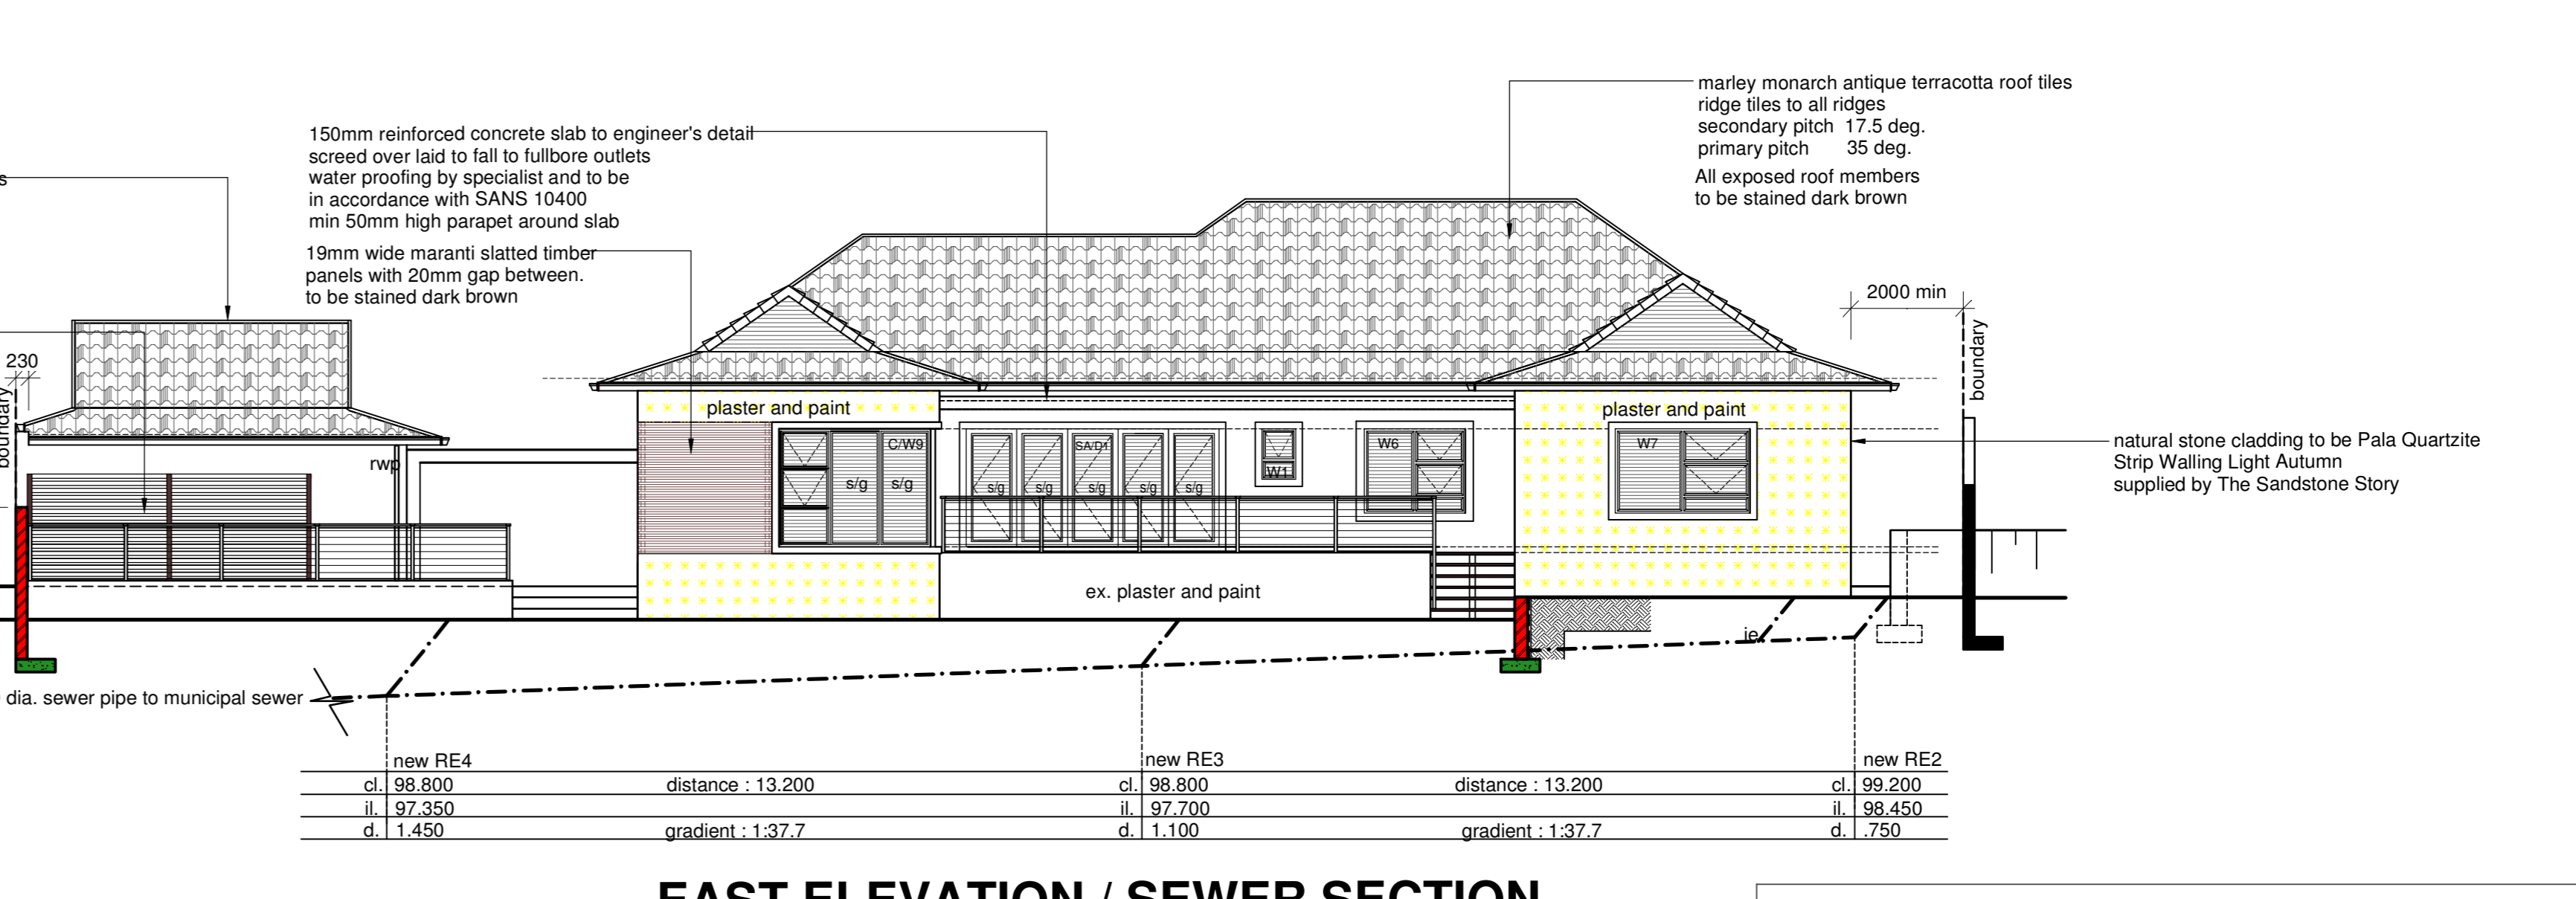 marley monarch antique terracotta roof tiles
ridge tiles to all ridges
secondary pitch 17.5 deg.
primary pitch 35 deg.
All exposed roof members
to be stained dark brown
150mm reinforced concrete slab to engineer's detail
screed over laid to fall to fullbore outlets
water proofing by specialist and to be
in accordance with SANS 10400
min 50mm high parapet around slab
s
19mm wide maranti slatted timber
panels with 20mm gap between.
to be stained dark brown
2000 min
boundary
230
boundary
plaster and paint
plaster and paint
rwp
C/W9
s/g
s/g
SA/D1
s/g
s/g
s/g
s/g
s/g
W1
W6
W7
natural stone cladding to be Pala Quartzite
Strip Walling Light Autumn
supplied by The Sandstone Story
ex. plaster and paint
ie
dia. sewer pipe to municipal sewer
new RE4
new RE3
new RE2
cl. 98.800 distance : 13.200 cl. 98.800 distance : 13.200 cl. 99.200
il. 97.350 il. 97.700 il. 98.450
d. 1.450 gradient : 1:37.7 d. 1.100 gradient : 1:37.7 d. .750
EAST ELEVATION / SEWER SECTION